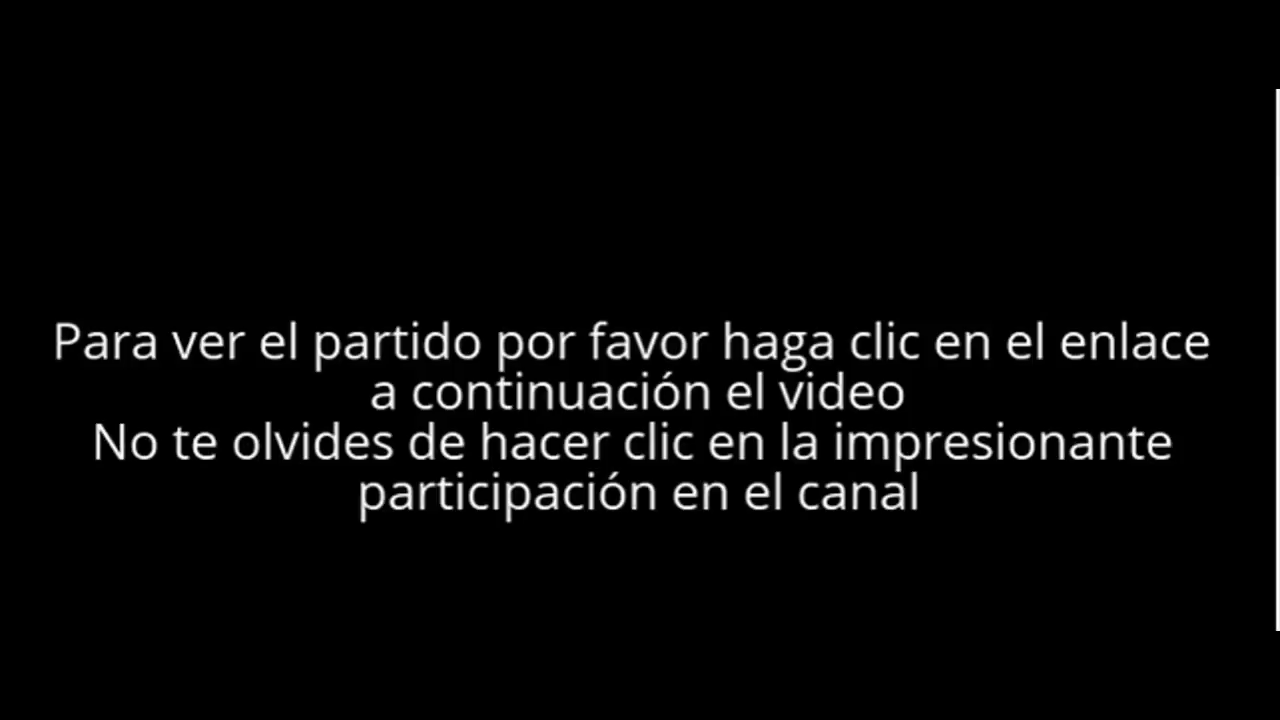 Para ver el partido por favor haga clic en el enlace
a continuación el video
No te olvides de hacer clic en la impresionante
participación en el canal